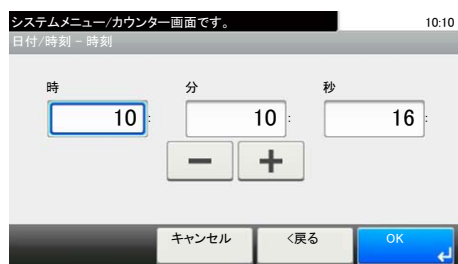 システムメニュー/カウンター画面です。 10:10
日付/時刻 - 時刻
時 分 秒
10 : 10 : 16 :
− +
キャンセル <戻る OK